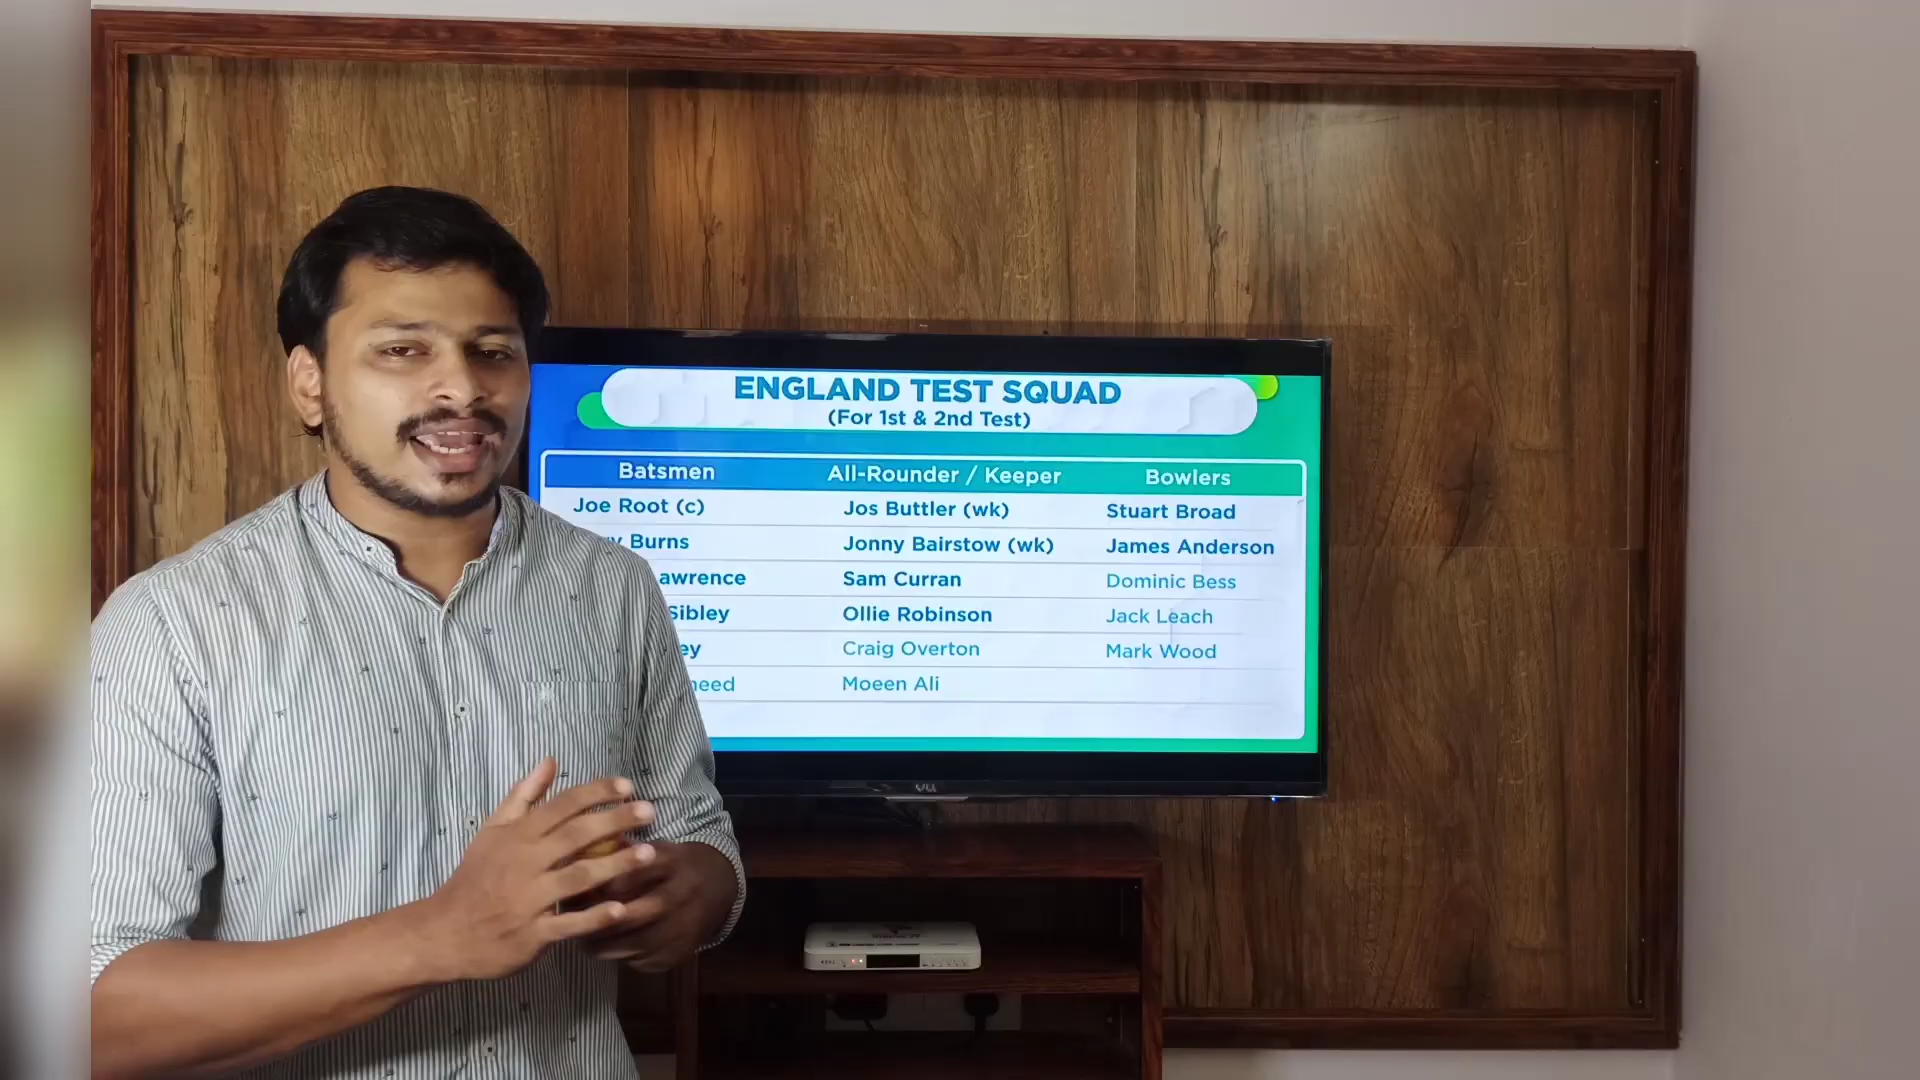 ENGLAND TEST SQUAD
(For 1st & 2nd Test)
Batsmen All-Rounder / Keeper Bowlers
Joe Root (c) Jos Buttler (wk) Stuart Broad
Burns Jonny Bairstow (wk) James Anderson
awrence Sam Curran Dominic Bess
Sibley Ollie Robinson Jack Leach
ey Craig Overton Mark Wood
heed Moeen Ali